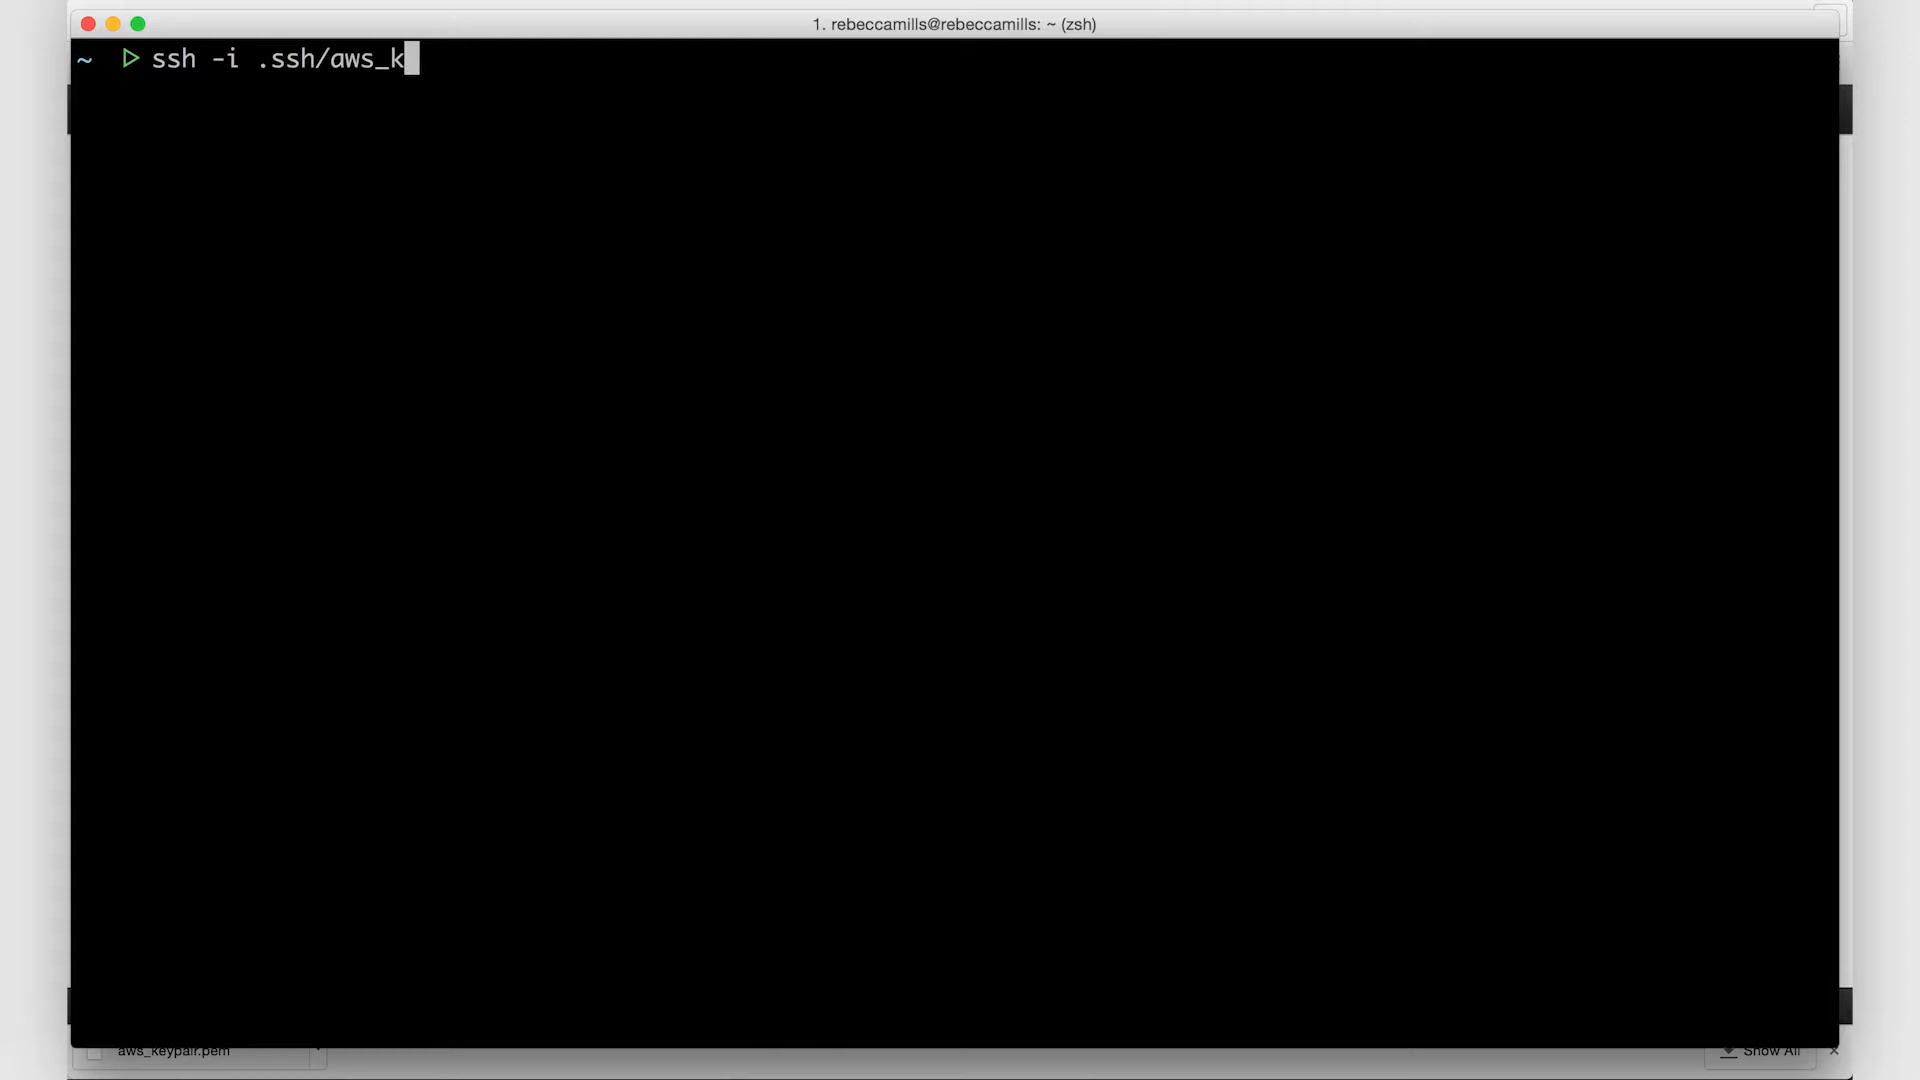 1. rebeccamills@rebeccamills: ~ (zsh)
~ ▷ ssh -i .ssh/aws_k
aws_keypair.pem
Show All